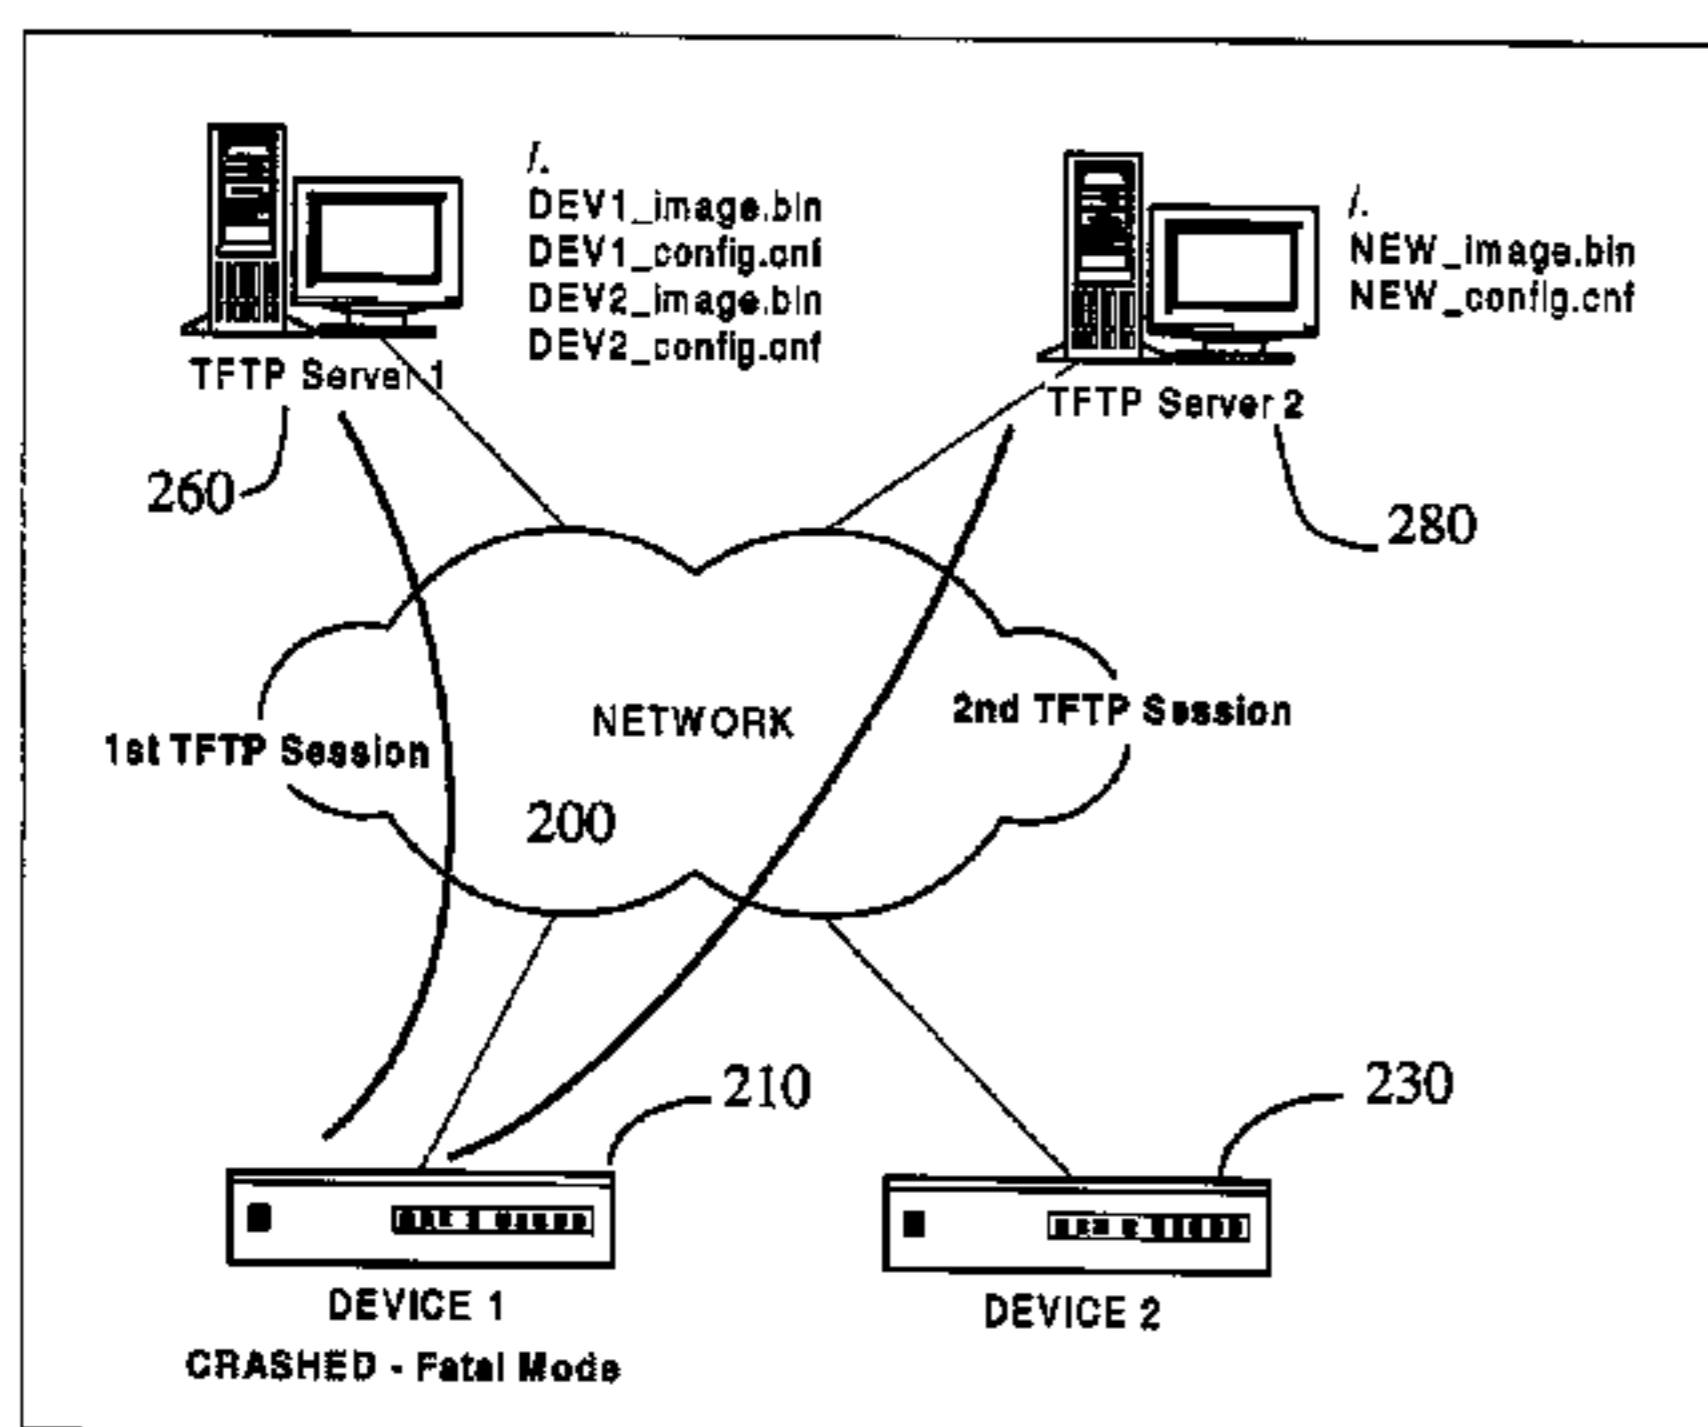 /.
DEV1_image.bin
DEV1_config.cnf
DEV2_image.bin
DEV2_config.cnf
TFTP Server 1
260
/.
NEW_image.bin
NEW_config.cnf
TFTP Server 2
280
1st TFTP Session
NETWORK
2nd TFTP Session
200
210
230
DEVICE 1
CRASHED - Fatal Mode
DEVICE 2